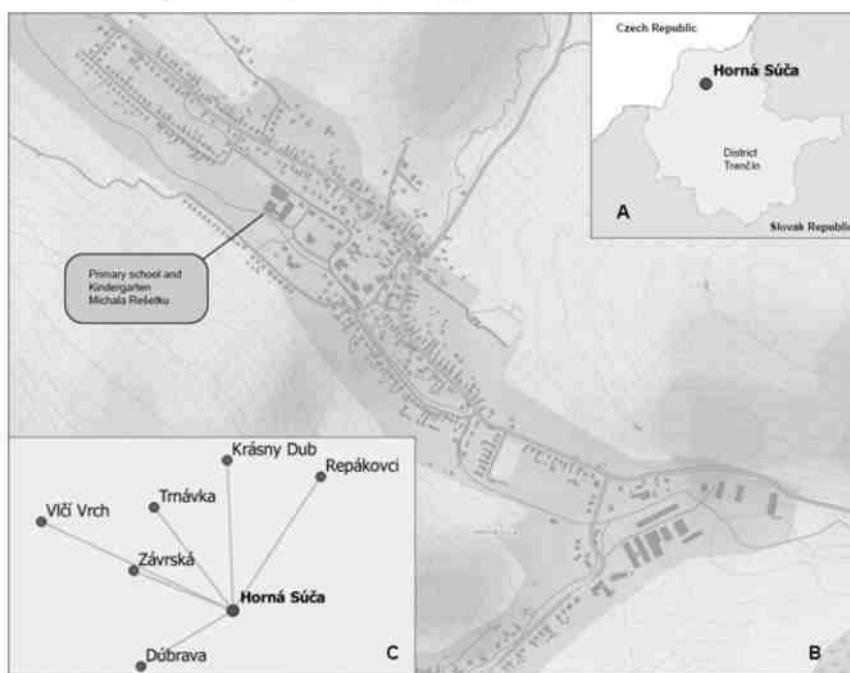 Czech Republic
Horná Súča
District
Trenčín
A
Slovak Republic
Primary school and
Kindergarten
Michala Rešetku
Krásny Dub
Repákovci
Trnávka
Vlčí Vrch
Závrská
Horná Súča
Dúbrava
C
B